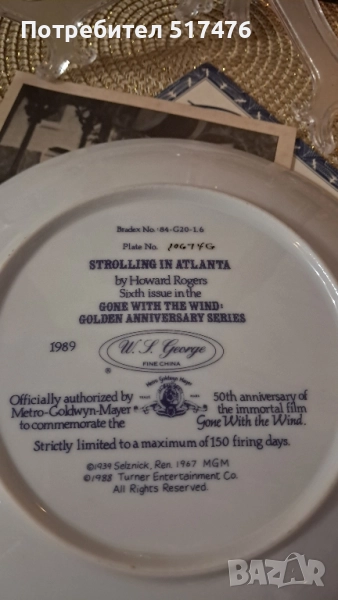 Потребител 517476
Bradex No.-84-G20-1.6
Plate No.
STROLLING IN ATLANTA
by Howard Rogers
Sixth issue in the
GONE WITH THE WIND:
GOLDEN ANNIVERSARY SERIES
1989
W. S. George
FINE CHINA
®
Officially authorized by
Metro-Goldwyn-Mayer
to commemorate the
50th anniversary of
the immortal film
Gone With the Wind.
Strictly limited to a maximum of 150 firing days.
©1939 Selznick, Ren. 1967 MGM
©1988 Turner Entertainment Co.
All Rights Reserved.
BAZAR.BG